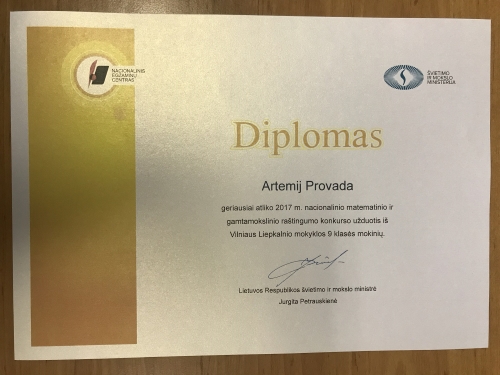 NACIONALINIS
EGZAMINŲ
CENTRAS
ŠVIETIMO
IR MOKSLO
MINISTERIJA
Diplomas
Artemij Provada
geriausiai atliko 2017 m. nacionalinio matematinio ir
gamtamokslinio raštingumo konkurso užduotis iš
Vilniaus Liepkalnio mokyklos 9 klasės mokinių.
Lietuvos Respublikos švietimo ir mokslo ministrė
Jurgita Petrauskienė